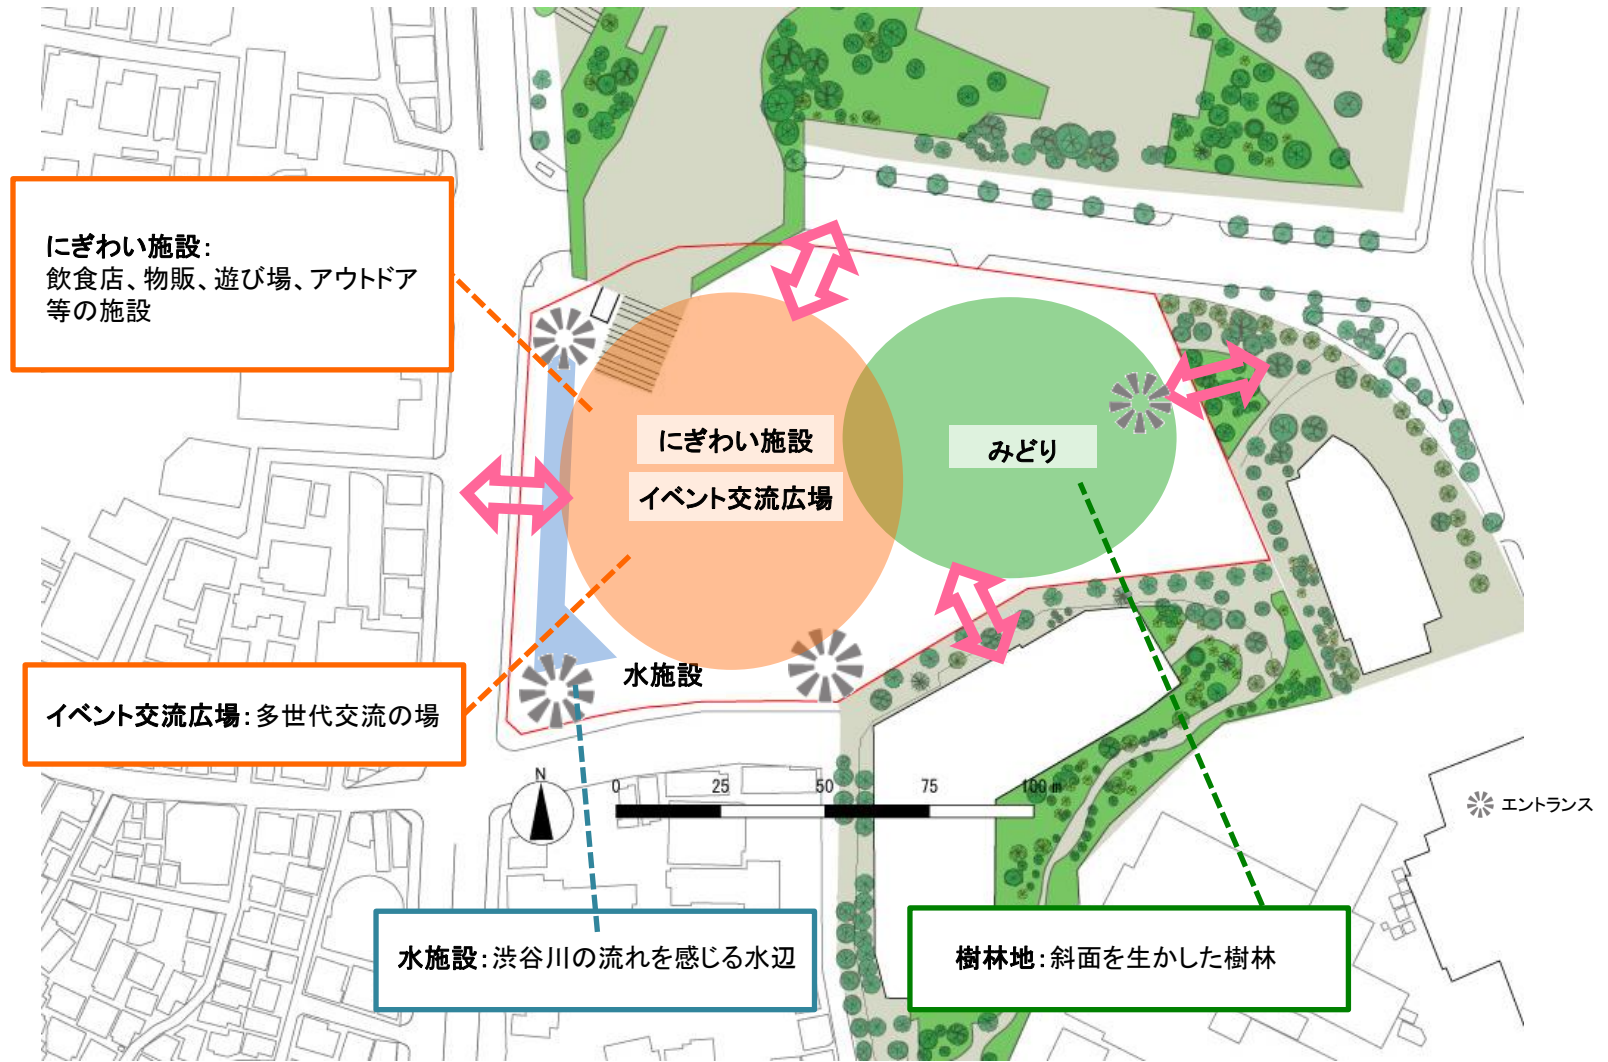 にぎわい施設：
飲食店、物販、遊び場、アウトドア
等の施設
にぎわい施設
イベント交流広場
みどり
水施設
イベント交流広場：多世代交流の場
N
0 25 50 75 100 m
エントランス
水施設：渋谷川の流れを感じる水辺
樹林地：斜面を生かした樹林